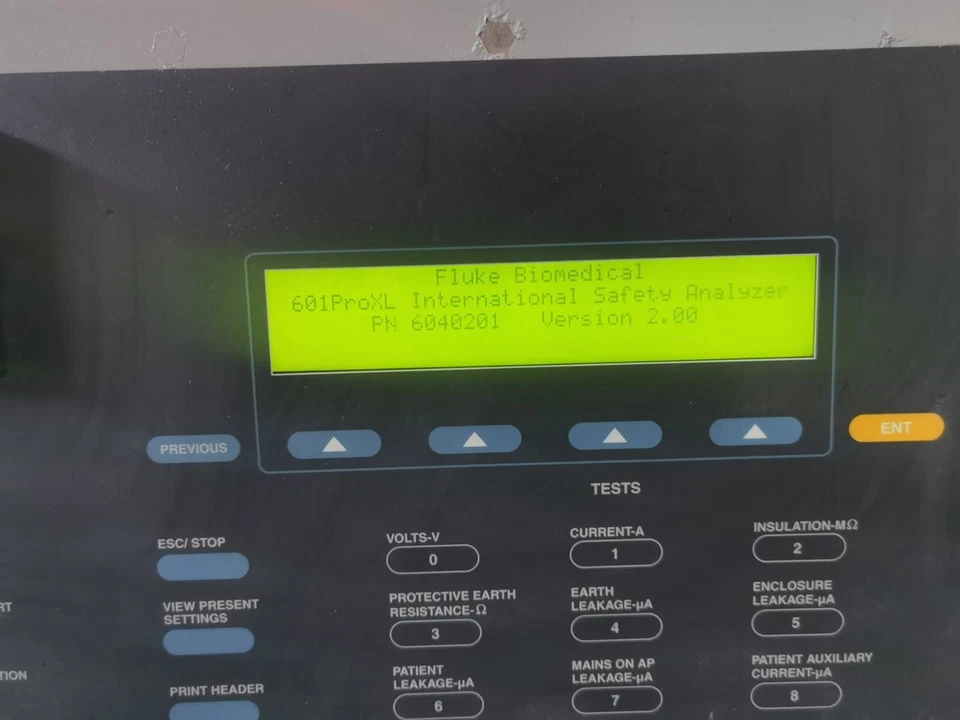 Fluke Biomedical
601ProXL International Safety Analyzer
PN 6040201 Version 2.00
PREVIOUS
ENT
TESTS
ESC/ STOP
VOLTS-V
0
CURRENT-A
1
INSULATION-MΩ
2
VIEW PRESENT
SETTINGS
PROTECTIVE EARTH
RESISTANCE-Ω
3
EARTH
LEAKAGE-µA
4
ENCLOSURE
LEAKAGE-µA
5
PRINT HEADER
PATIENT
LEAKAGE-µA
6
MAINS ON AP
LEAKAGE-µA
7
PATIENT AUXILIARY
CURRENT-µA
8